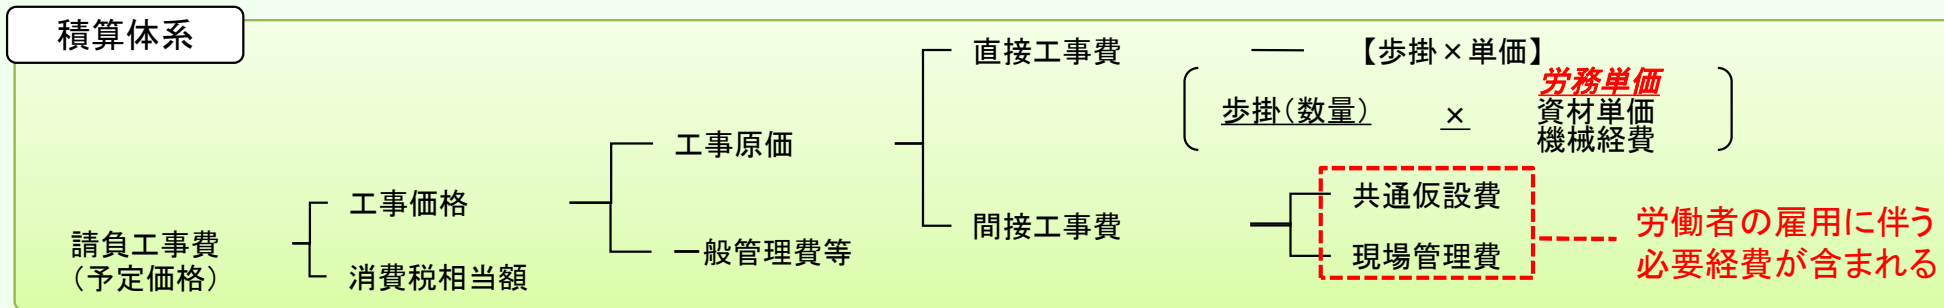 積算体系
直接工事費
【歩掛×単価】
歩掛(数量) × 労務単価
資材単価
機械経費
工事原価
工事価格
共通仮設費
間接工事費
現場管理費
労働者の雇用に伴う
必要経費が含まれる
請負工事費
(予定価格)
一般管理費等
消費税相当額